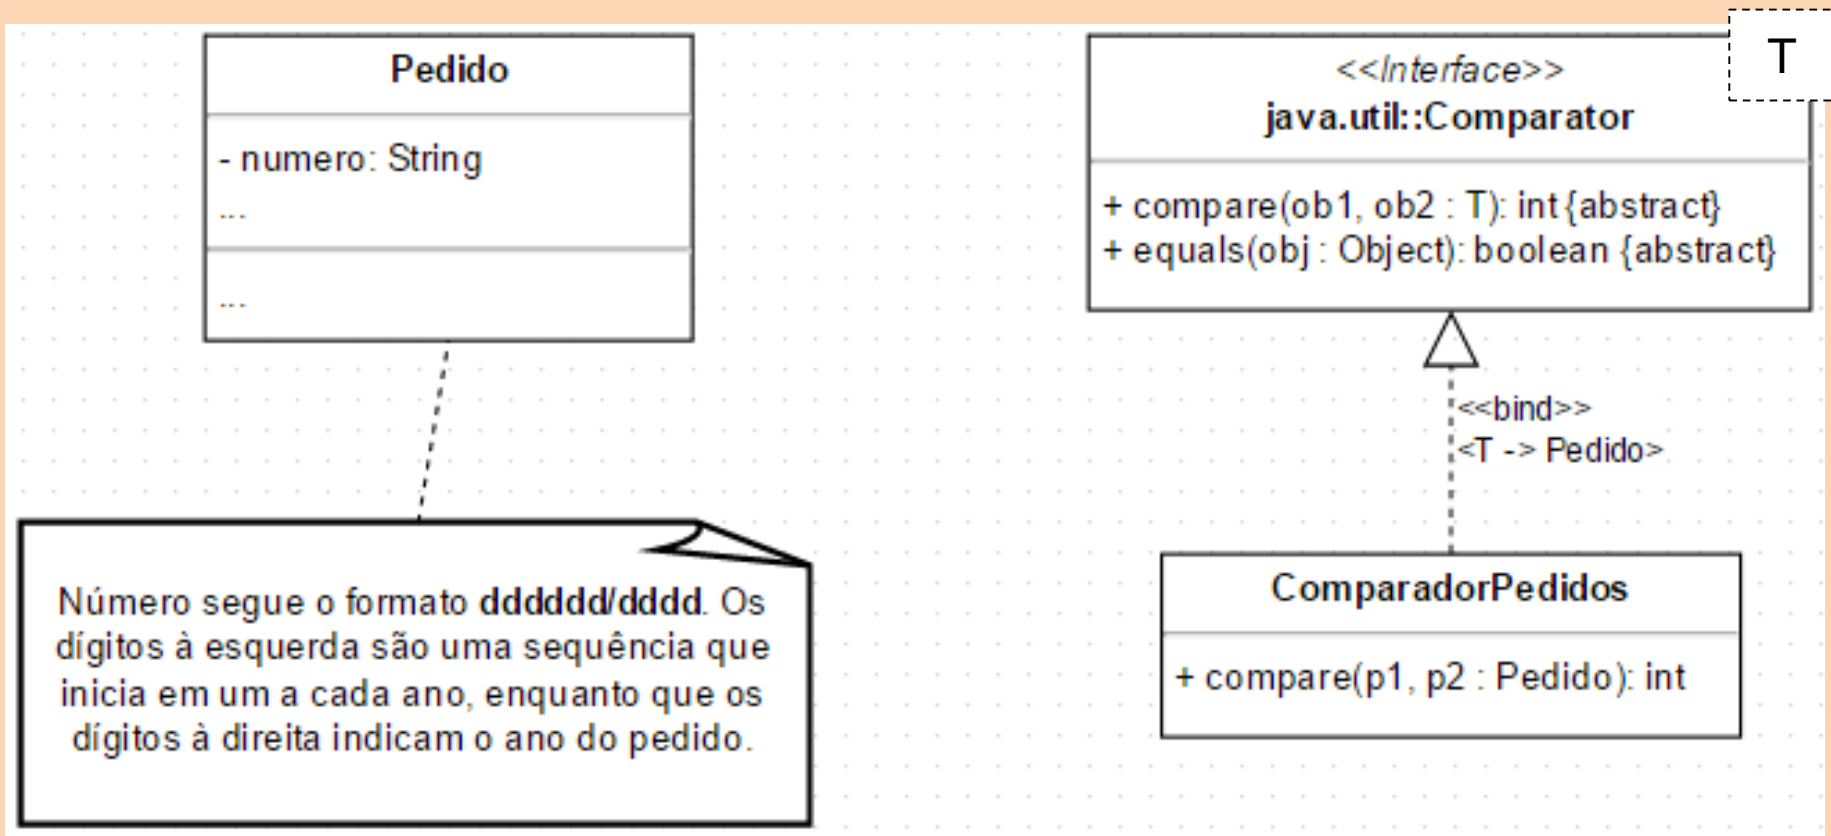 Pedido
- numero: String
...
...
Número segue o formato dddddd/dddd. Os
dígitos à esquerda são uma sequência que
inicia em um a cada ano, enquanto que os
dígitos à direita indicam o ano do pedido.
T
<<Interface>>
java.util::Comparator
+ compare(ob1, ob2 : T): int {abstract}
+ equals(obj : Object): boolean {abstract}
<<bind>>
<T -> Pedido>
ComparadorPedidos
+ compare(p1, p2 : Pedido): int